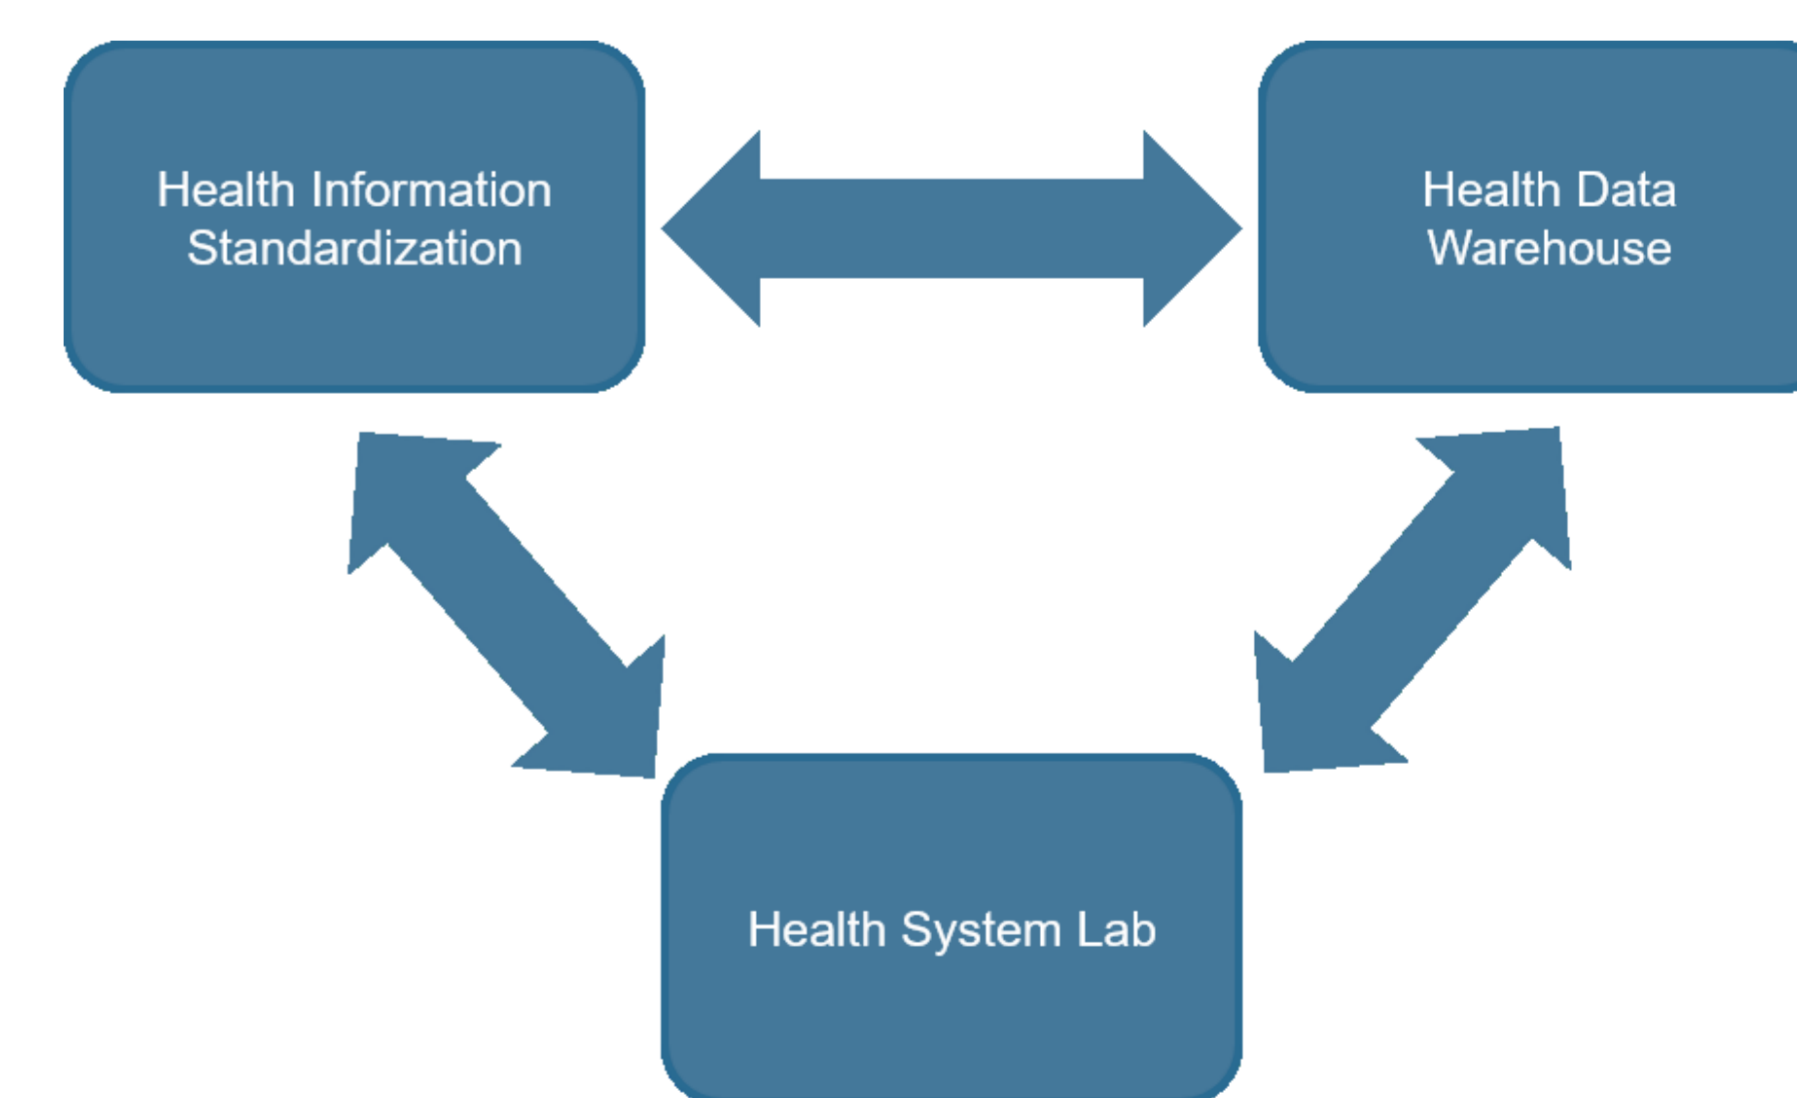 Health Information
Standardization
Health Data
Warehouse
Health System Lab